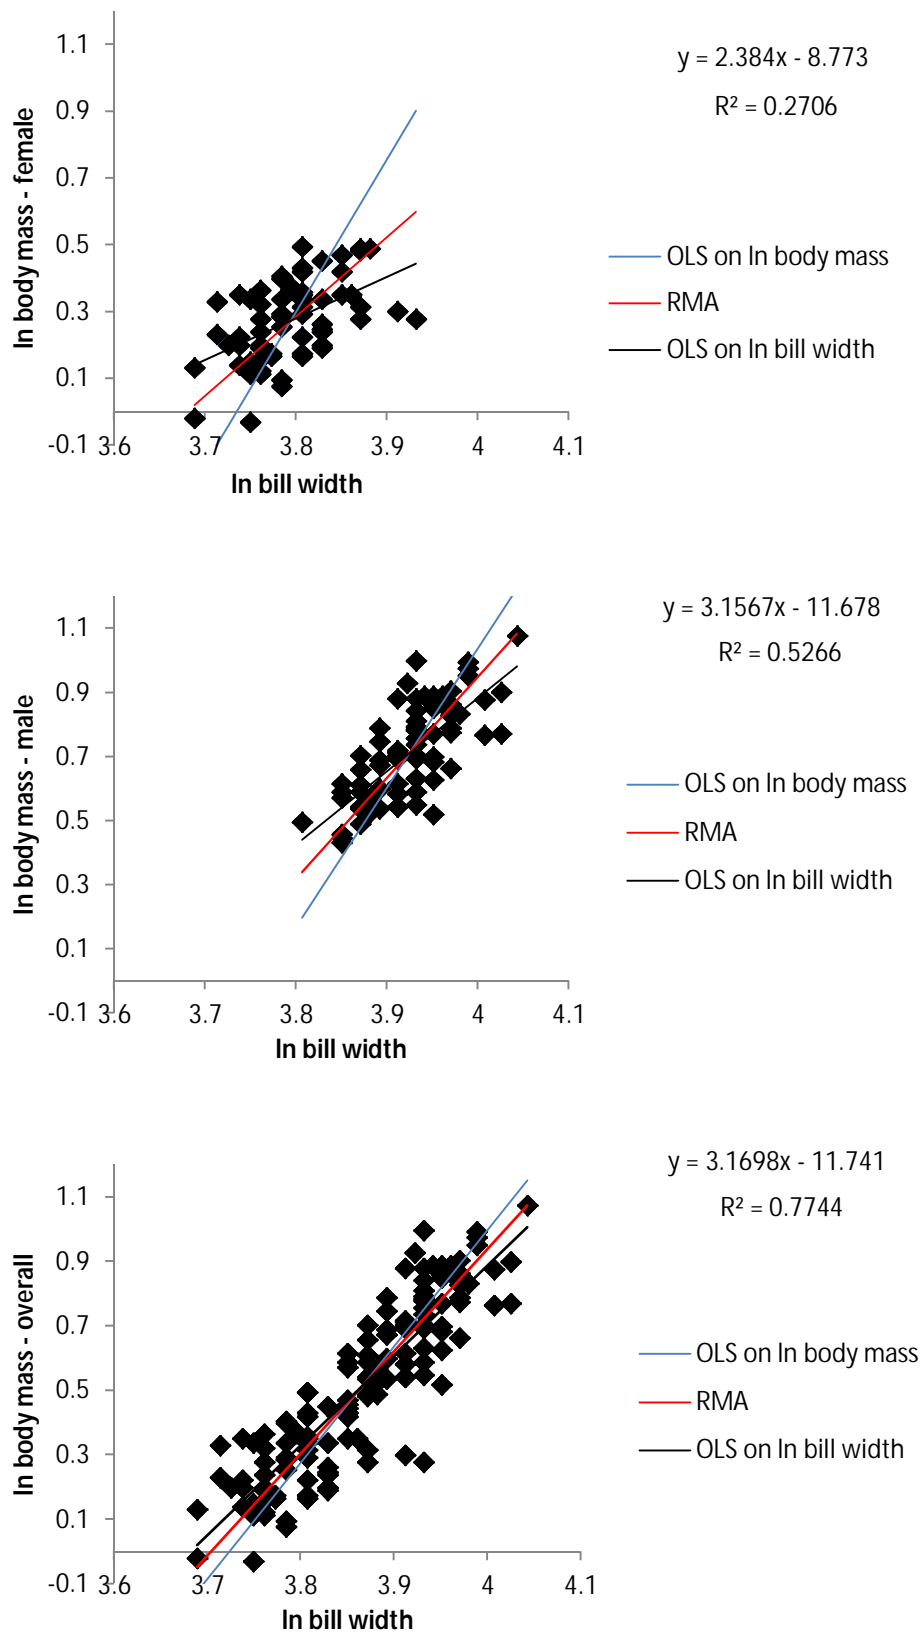 1.1
0.9
0.7
0.5
0.3
0.1
-0.1
3.6
3.7
3.8
3.9
4
4.1
ln body mass - female
ln bill width
y = 2.384x - 8.773
R² = 0.2706
OLS on ln body mass
RMA
OLS on ln bill width
1.1
0.9
0.7
0.5
0.3
0.1
-0.1
3.6
3.7
3.8
3.9
4
4.1
ln body mass - male
ln bill width
y = 3.1567x - 11.678
R² = 0.5266
OLS on ln body mass
RMA
OLS on ln bill width
1.1
0.9
0.7
0.5
0.3
0.1
-0.1
3.6
3.7
3.8
3.9
4
4.1
ln body mass - overall
ln bill width
y = 3.1698x - 11.741
R² = 0.7744
OLS on ln body mass
RMA
OLS on ln bill width